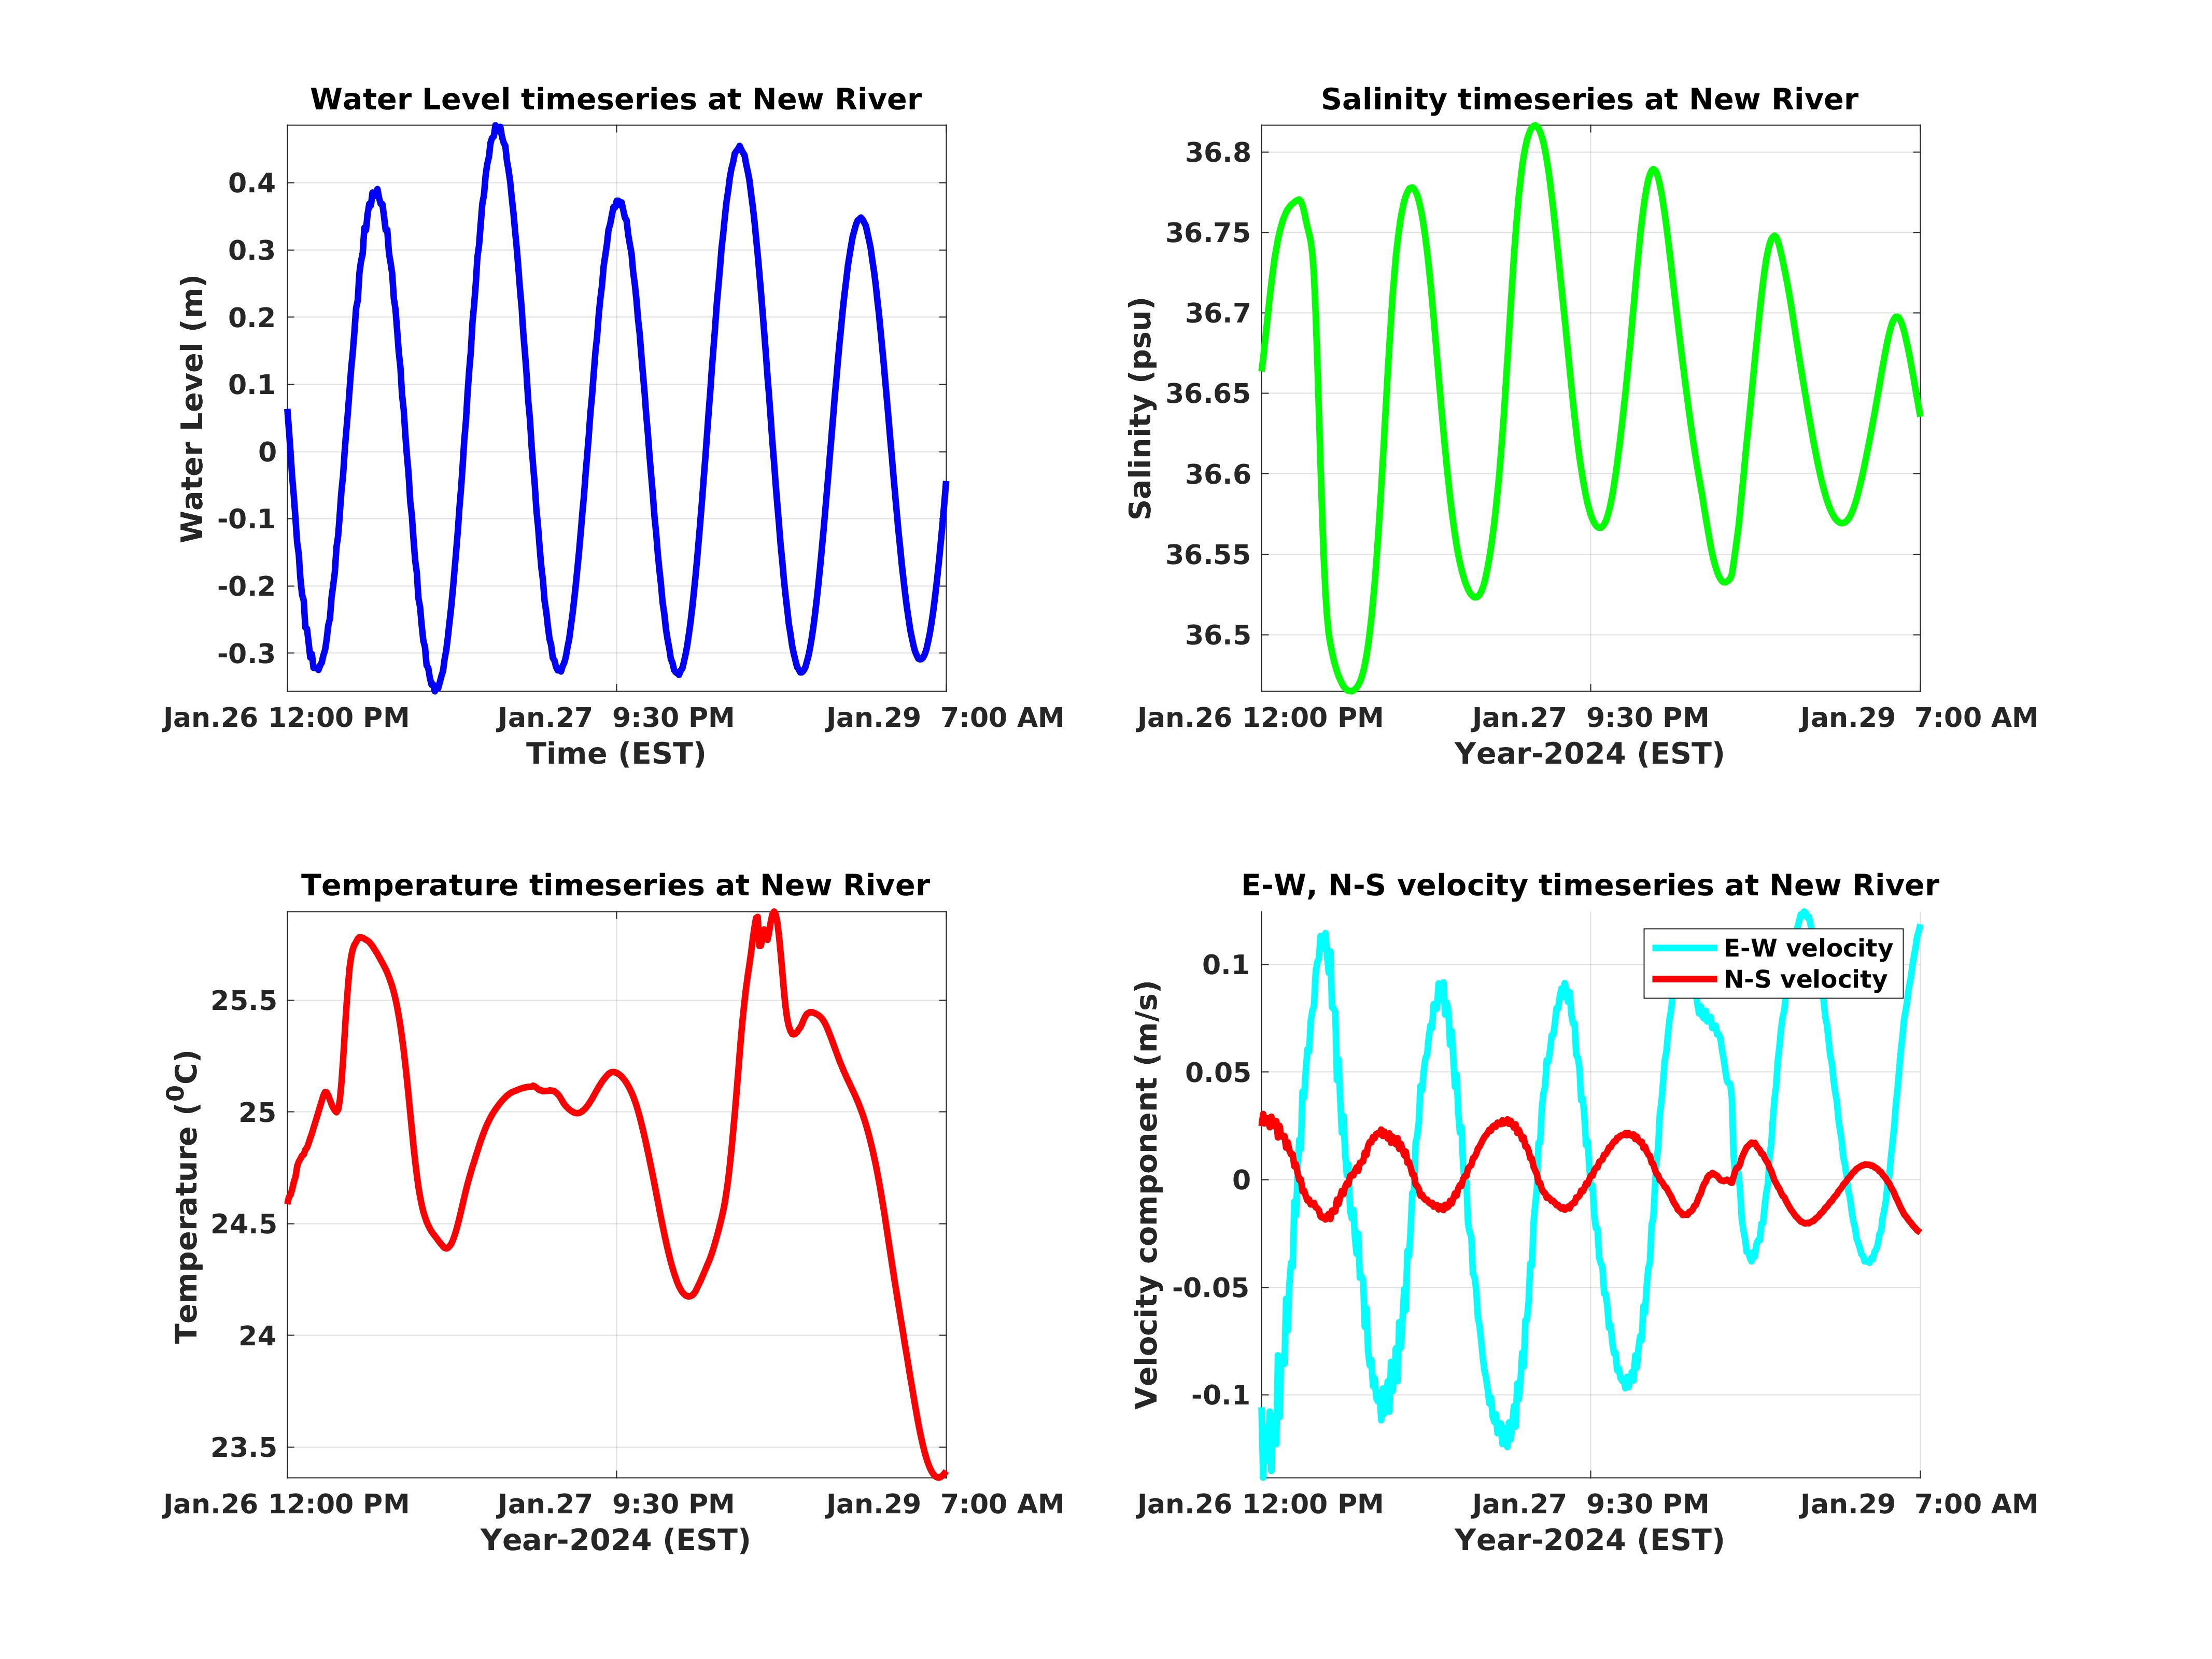 Water Level timeseries at New River
Water Level (m)
0.4
0.3
0.2
0.1
0
-0.1
-0.2
-0.3
Jan.26 12:00 PM
Jan.27  9:30 PM
Jan.29  7:00 AM
Time (EST)
Salinity timeseries at New River
Salinity (psu)
36.8
36.75
36.7
36.65
36.6
36.55
36.5
Jan.26 12:00 PM
Jan.27  9:30 PM
Jan.29  7:00 AM
Year-2024 (EST)
Temperature timeseries at New River
Temperature (⁰C)
25.5
25
24.5
24
23.5
Jan.26 12:00 PM
Jan.27  9:30 PM
Jan.29  7:00 AM
Year-2024 (EST)
E-W, N-S velocity timeseries at New River
Velocity component (m/s)
0.1
0.05
0
-0.05
-0.1
E-W velocity
N-S velocity
Jan.26 12:00 PM
Jan.27  9:30 PM
Jan.29  7:00 AM
Year-2024 (EST)